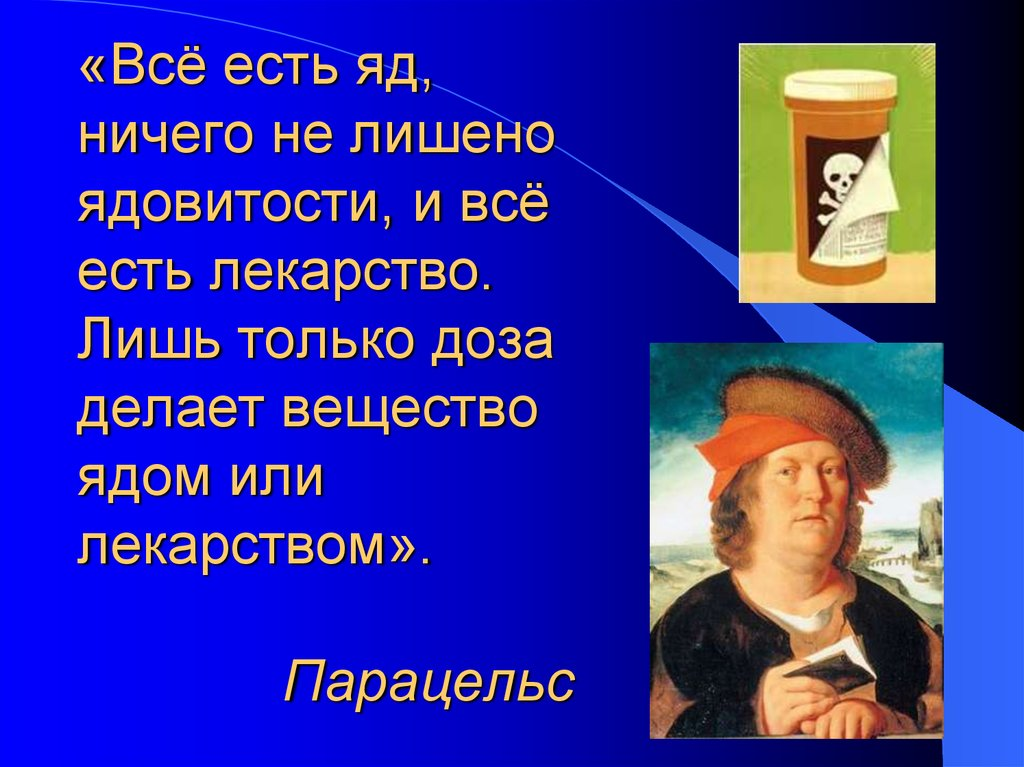 «Всё есть яд,
ничего не лишено
ядовитости, и всё
есть лекарство.
Лишь только доза
делает вещество
ядом или
лекарством».
Парацельс